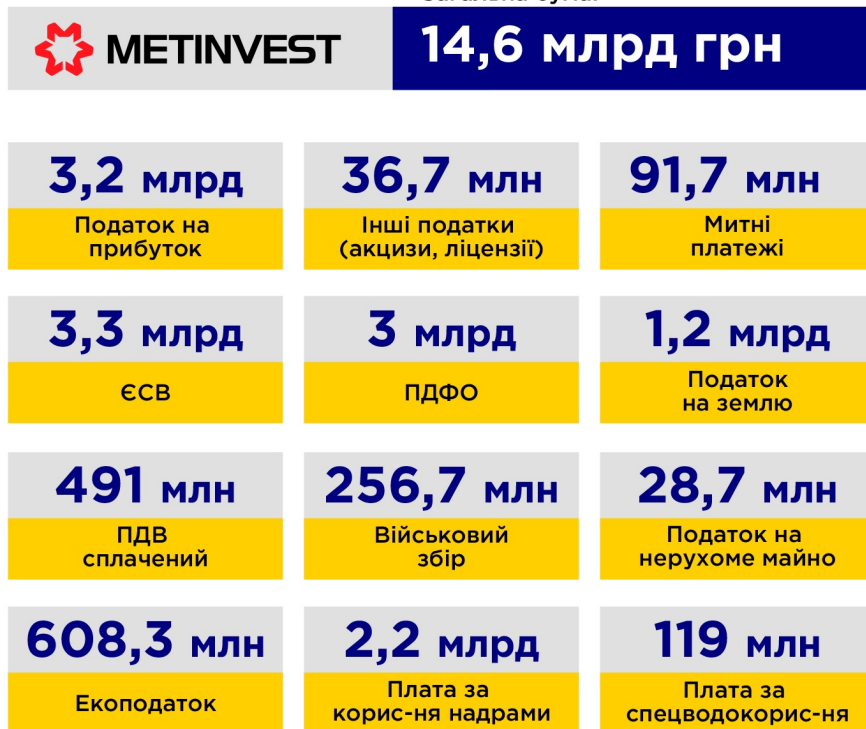 METINVEST
14,6 млрд грн
3,2 млрд
Податок на
прибуток
36,7 млн
Інші податки
(акцизи, ліцензії)
91,7 млн
Митні
платежі
3,3 млрд
ЄСВ
3 млрд
ПДФО
1,2 млрд
Податок
на землю
491 млн
ПДВ
сплачений
256,7 млн
Військовий
збір
28,7 млн
Податок на
нерухоме майно
608,3 млн
Екоподаток
2,2 млрд
Плата за
корис-ня надрами
119 млн
Плата за
спецводокорис-ня